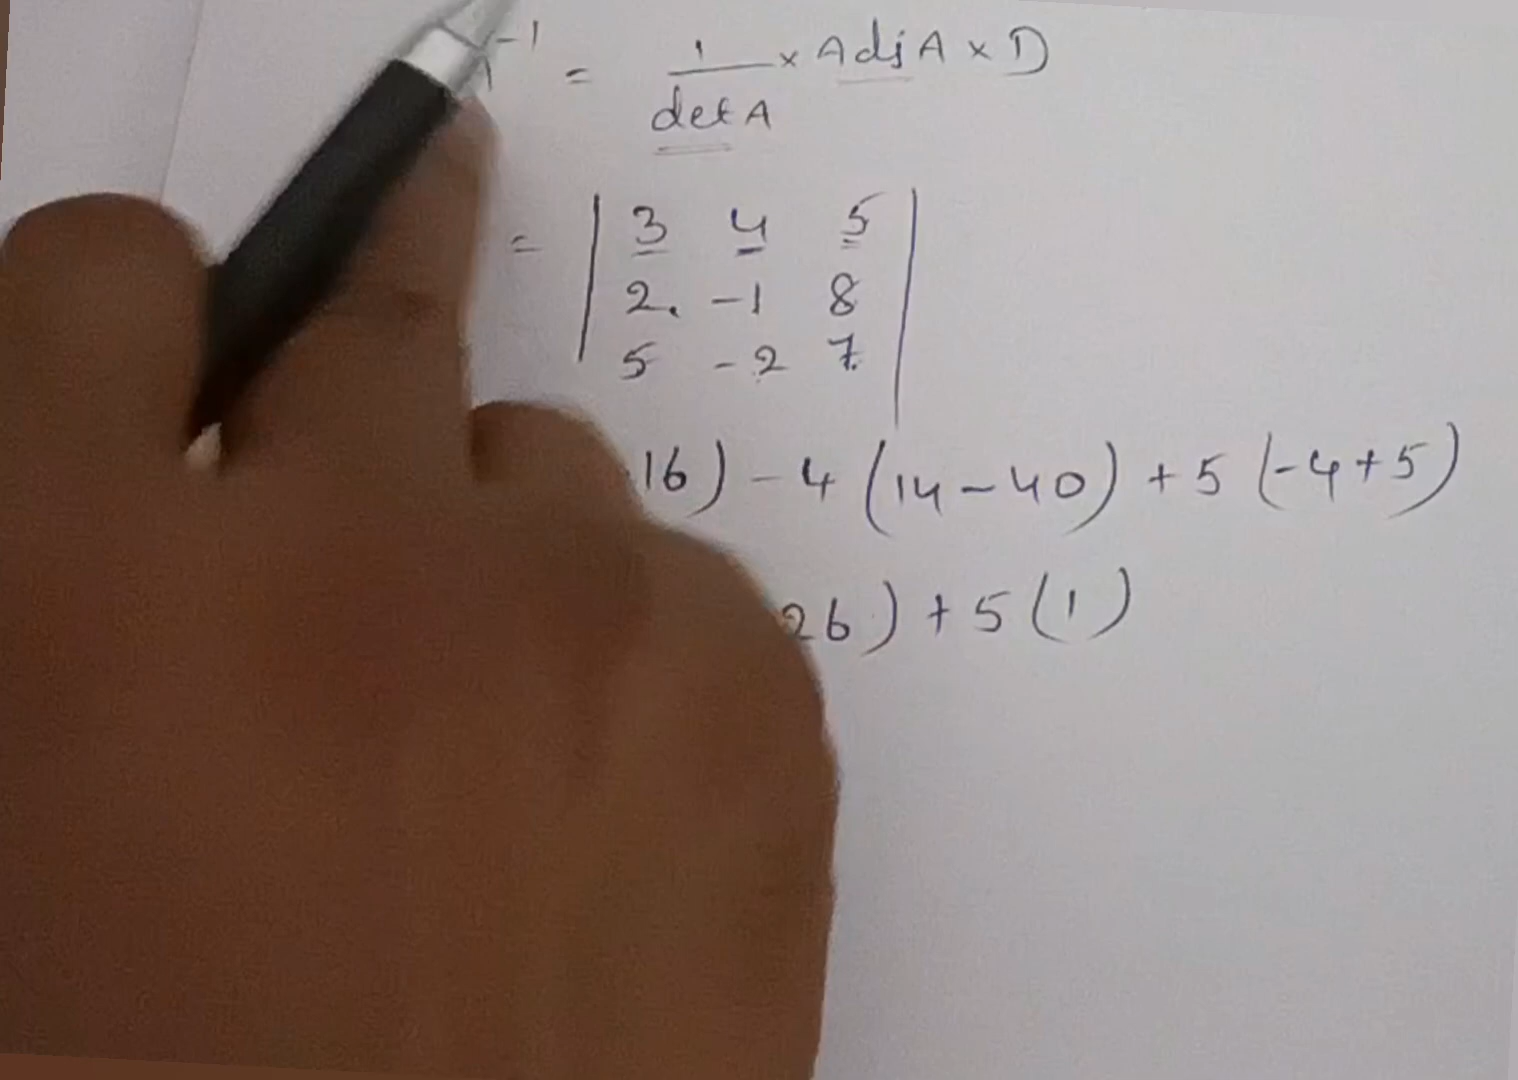 -1 = 1/det A × Adj A × D
= | 3 4 5 |
2. -1 8
5 -2 7.
16) - 4 (14 - 40) + 5 (-4+5)
26) + 5 (1)